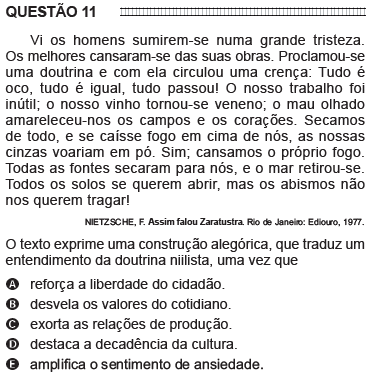 QUESTÃO 11
Vi os homens sumirem-se numa grande tristeza.
Os melhores cansaram-se das suas obras. Proclamou-se
uma doutrina e com ela circulou uma crença: Tudo é
oco, tudo é igual, tudo passou! O nosso trabalho foi
inútil; o nosso vinho tornou-se veneno; o mau olhado
amareleceu-nos os campos e os corações. Secamos
de todo, e se caísse fogo em cima de nós, as nossas
cinzas voariam em pó. Sim; cansamos o próprio fogo.
Todas as fontes secaram para nós, e o mar retirou-se.
Todos os solos se querem abrir, mas os abismos não
nos querem tragar!
NIETZSCHE, F. Assim falou Zaratustra. Rio de Janeiro: Ediouro, 1977.
O texto exprime uma construção alegórica, que traduz um
entendimento da doutrina niilista, uma vez que
A reforça a liberdade do cidadão.
B desvela os valores do cotidiano.
C exorta as relações de produção.
D destaca a decadência da cultura.
E amplifica o sentimento de ansiedade.